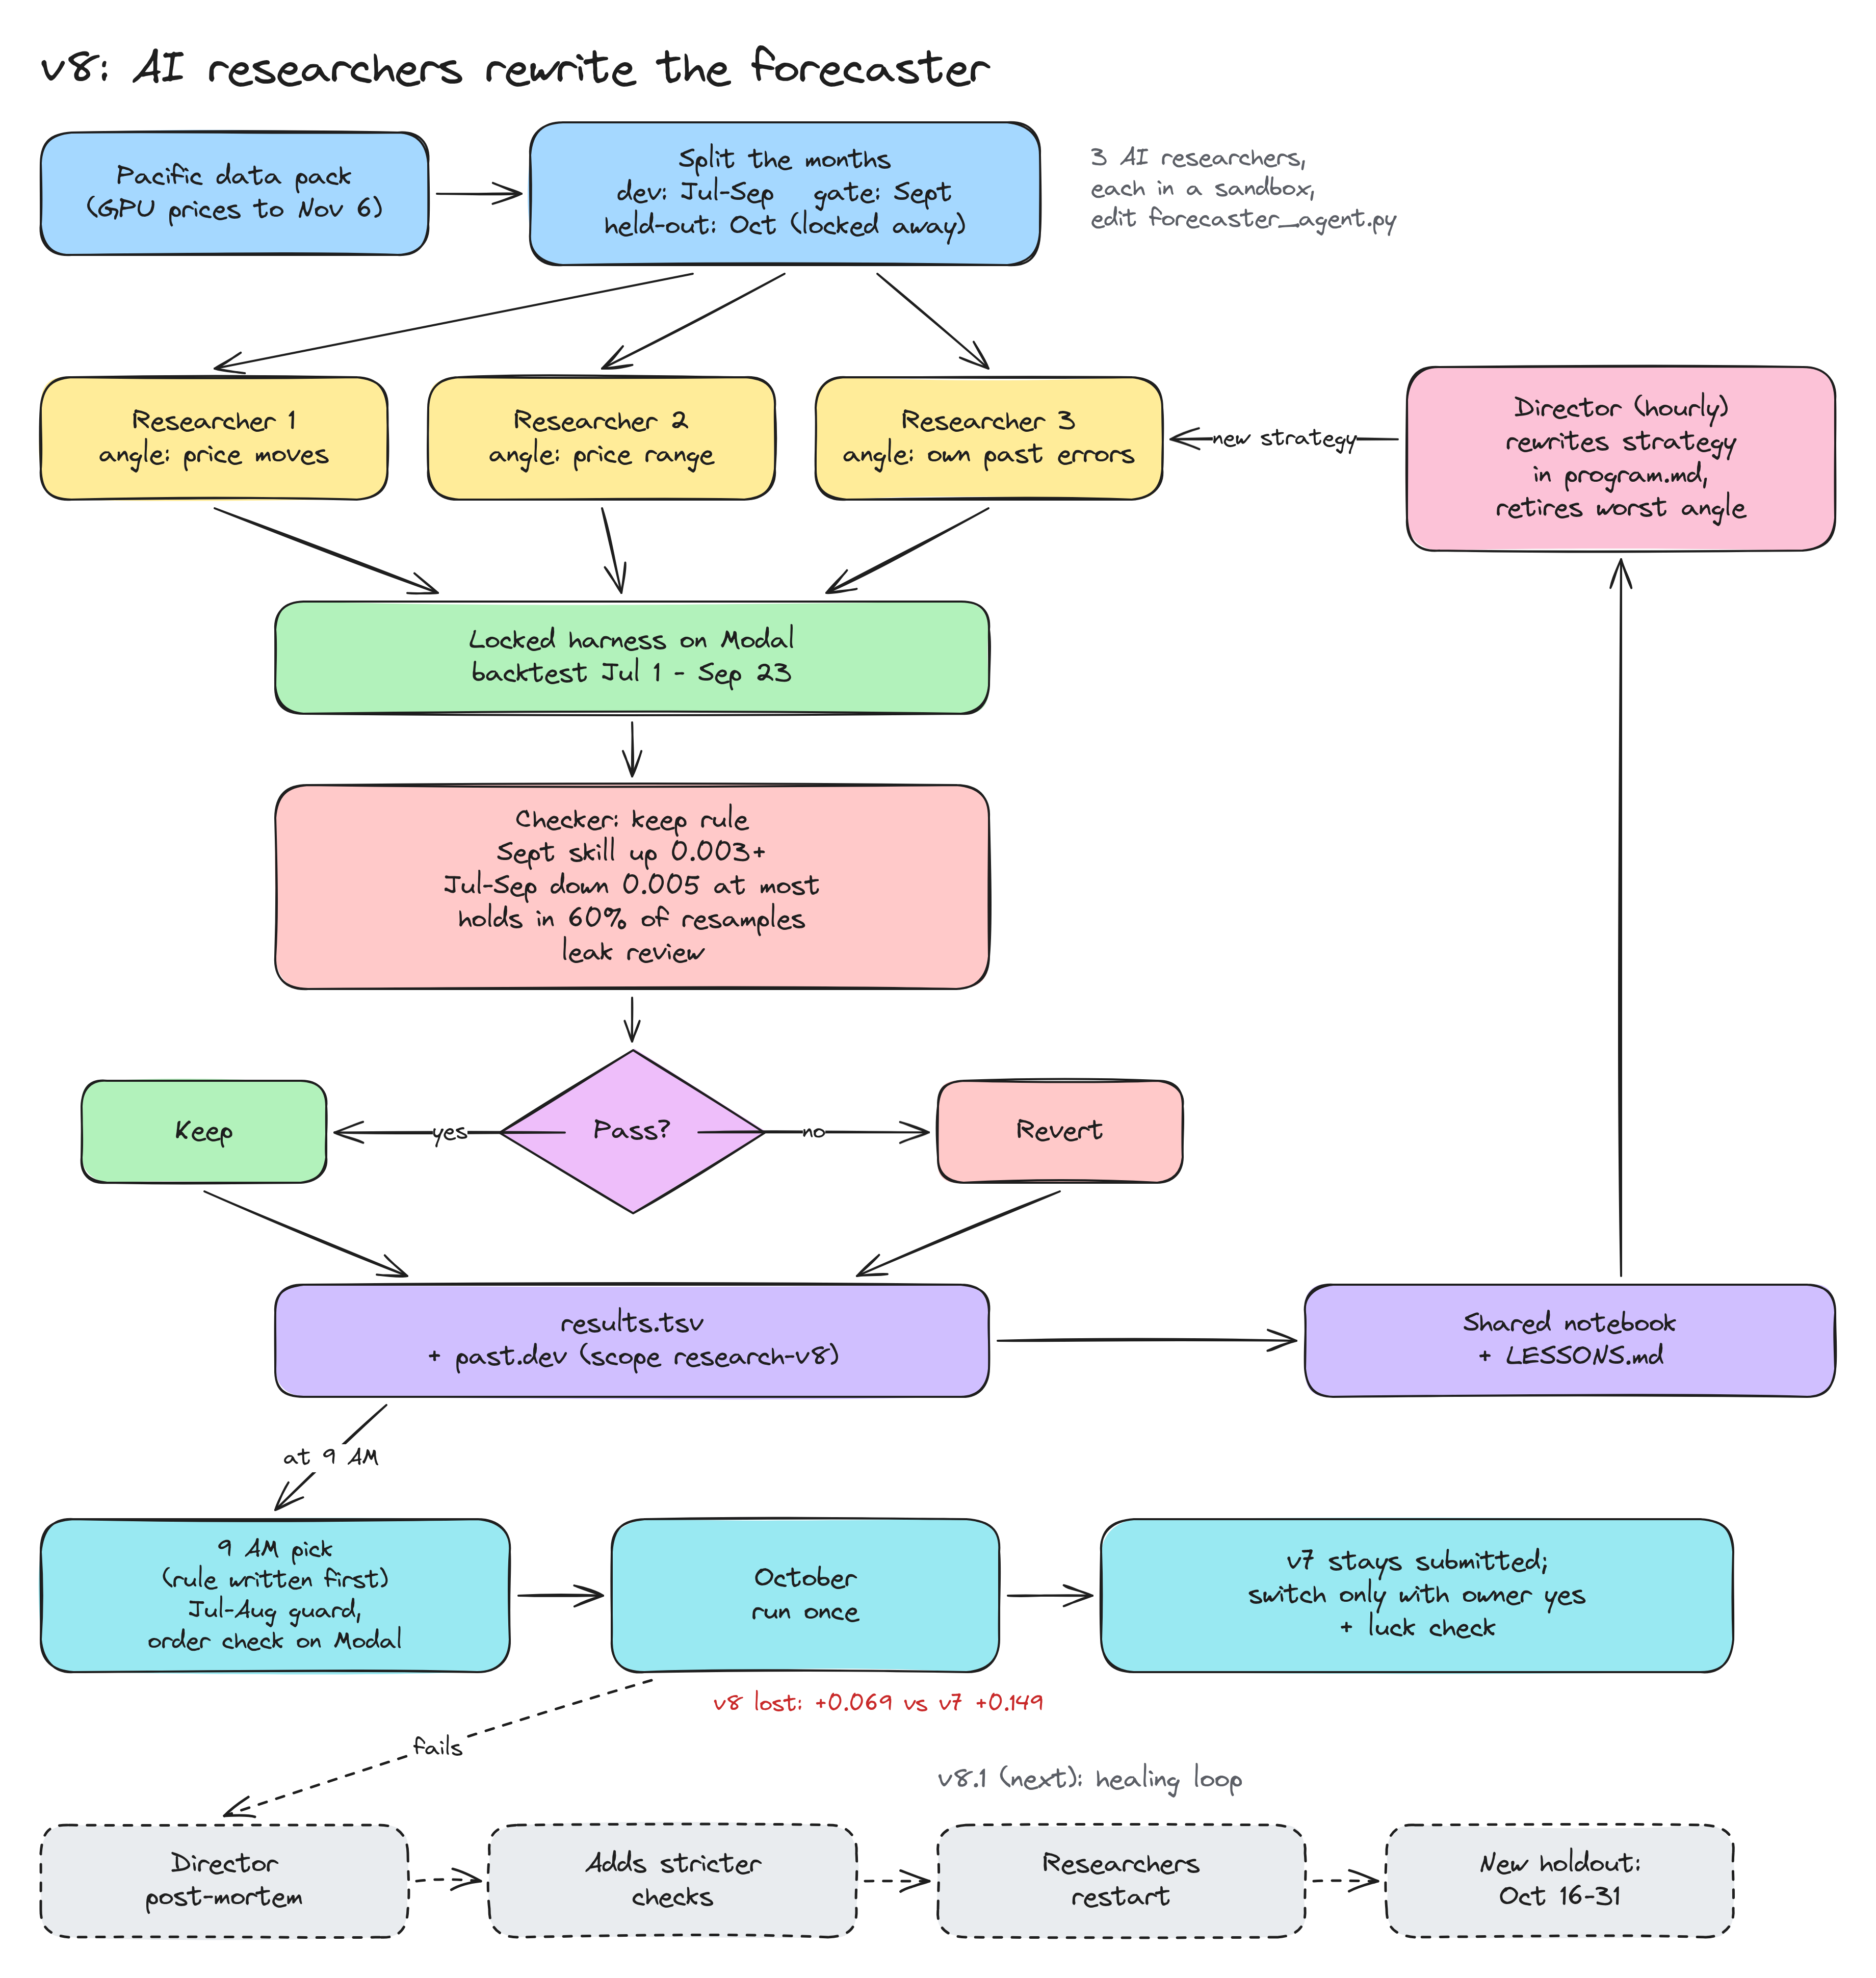 v8: AI researchers rewrite the forecaster
Pacific data pack
(GPU prices to Nov 6)
Split the months
dev: Jul-Sep gate: Sept
held-out: Oct (locked away)
3 AI researchers,
each in a sandbox,
edit forecaster_agent.py
Researcher 1
angle: price moves
Researcher 2
angle: price range
Researcher 3
angle: own past errors
new strategy
Director (hourly)
rewrites strategy
in program.md,
retires worst angle
Locked harness on Modal
backtest Jul 1 - Sep 23
Checker: keep rule
Sept skill up 0.003+
Jul-Sep down 0.005 at most
holds in 60% of resamples
leak review
Keep
yes
Pass?
no
Revert
results.tsv
+ past.dev (scope research-v8)
Shared notebook
+ LESSONS.md
at 9 AM
9 AM pick
(rule written first)
Jul-Aug guard,
order check on Modal
October
run once
v7 stays submitted;
switch only with owner yes
+ luck check
v8 lost: +0.069 vs v7 +0.149
fails
v8.1 (next): healing loop
Director
post-mortem
Adds stricter
checks
Researchers
restart
New holdout:
Oct 16-31